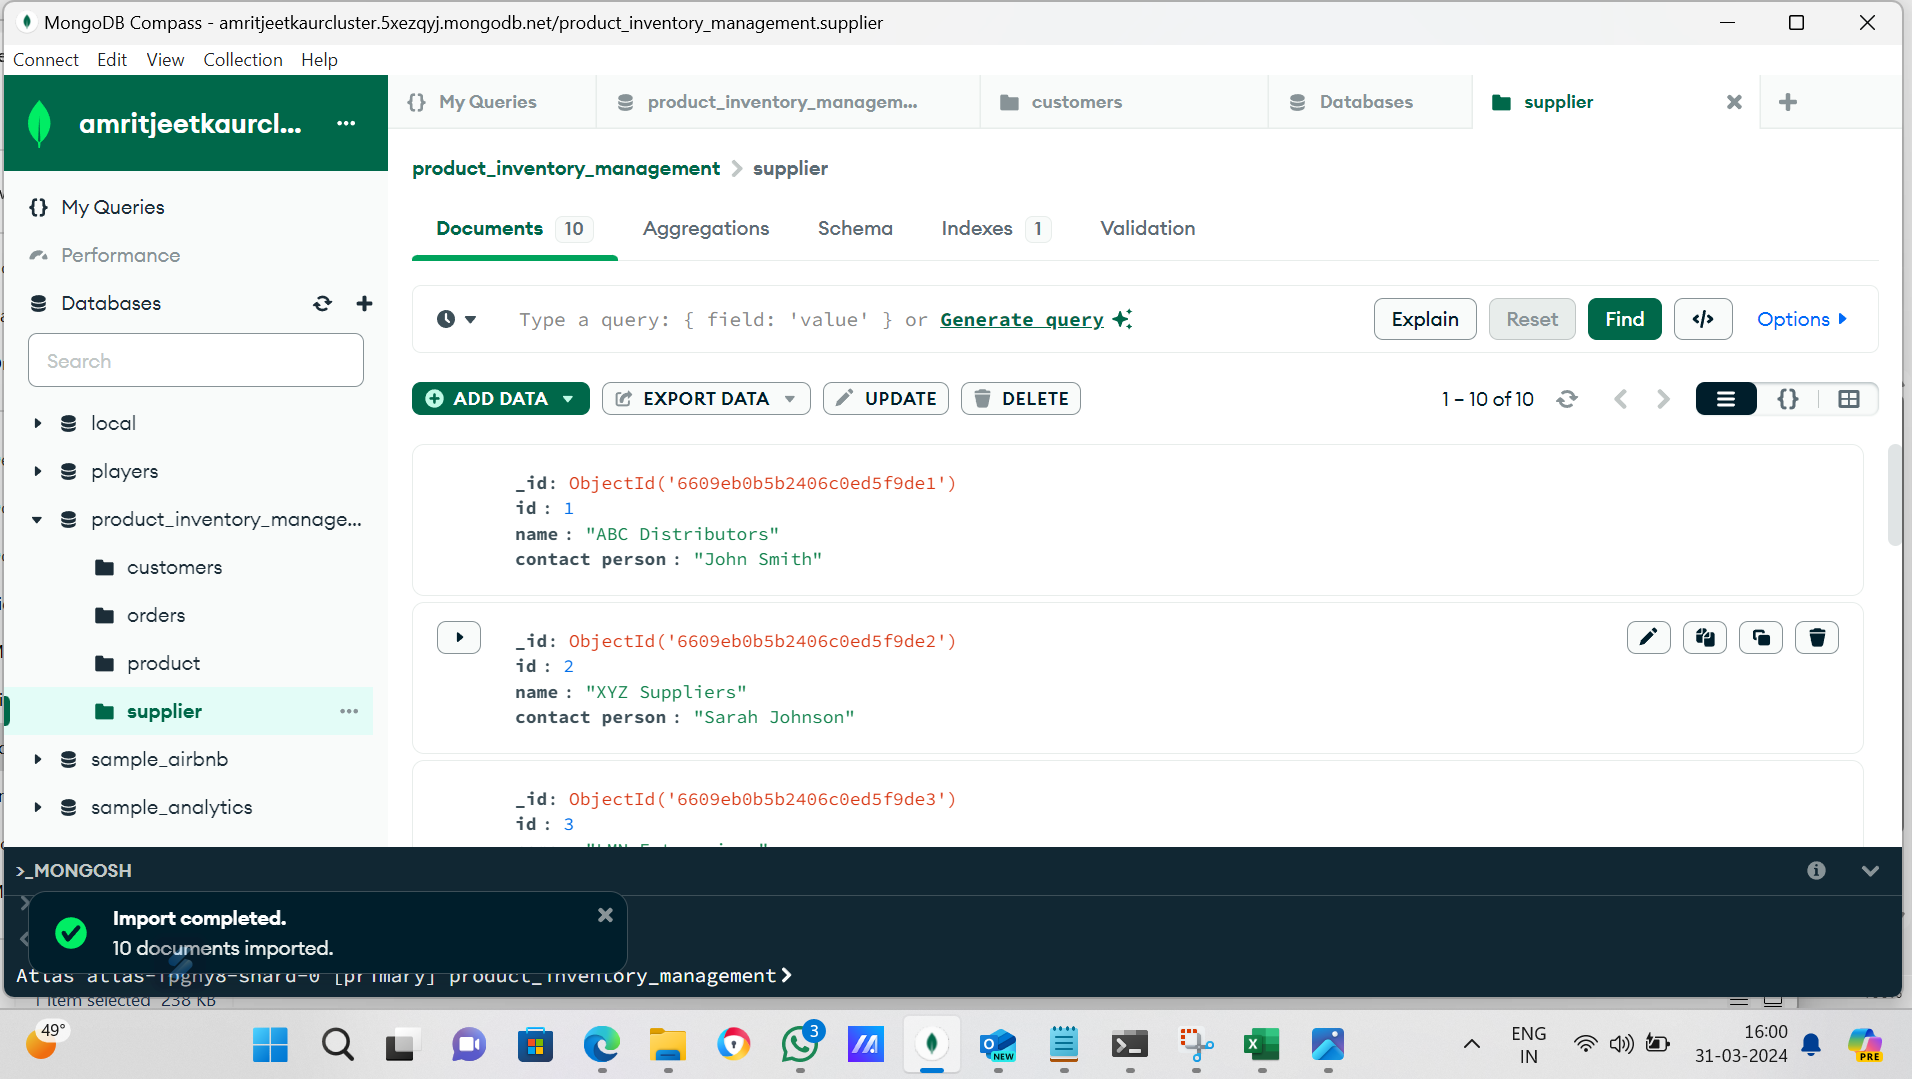 MongoDB Compass - amritjeetkaurcluster.5xezqyj.mongodb.net/product_inventory_management.supplier
Connect Edit View Collection Help
amritjeetkaurcl...
My Queries
Performance
Databases
Search
local
players
product_inventory_manage...
customers
orders
product
supplier
sample_airbnb
sample_analytics
My Queries
product_inventory_managem...
customers
Databases
supplier
product_inventory_management > supplier
Documents 10
Aggregations
Schema
Indexes 1
Validation
Type a query: { field: 'value' } or Generate query
Explain
Reset
Find
</>
Options
ADD DATA
EXPORT DATA
UPDATE
DELETE
1 – 10 of 10
{}
_id: ObjectId('6609eb0b5b2406c0ed5f9de1')
id : 1
name : "ABC Distributors"
contact person : "John Smith"
_id: ObjectId('6609eb0b5b2406c0ed5f9de2')
id : 2
name : "XYZ Suppliers"
contact person : "Sarah Johnson"
_id: ObjectId('6609eb0b5b2406c0ed5f9de3')
id : 3
>_MONGOSH
Import completed.
10 documents imported.
Atlas atlas-fpgny8-shard-0 [primary] product_inventory_management>
1 item selected 238 KB
49°
3
NEW
ENG
IN
16:00
31-03-2024
PRE